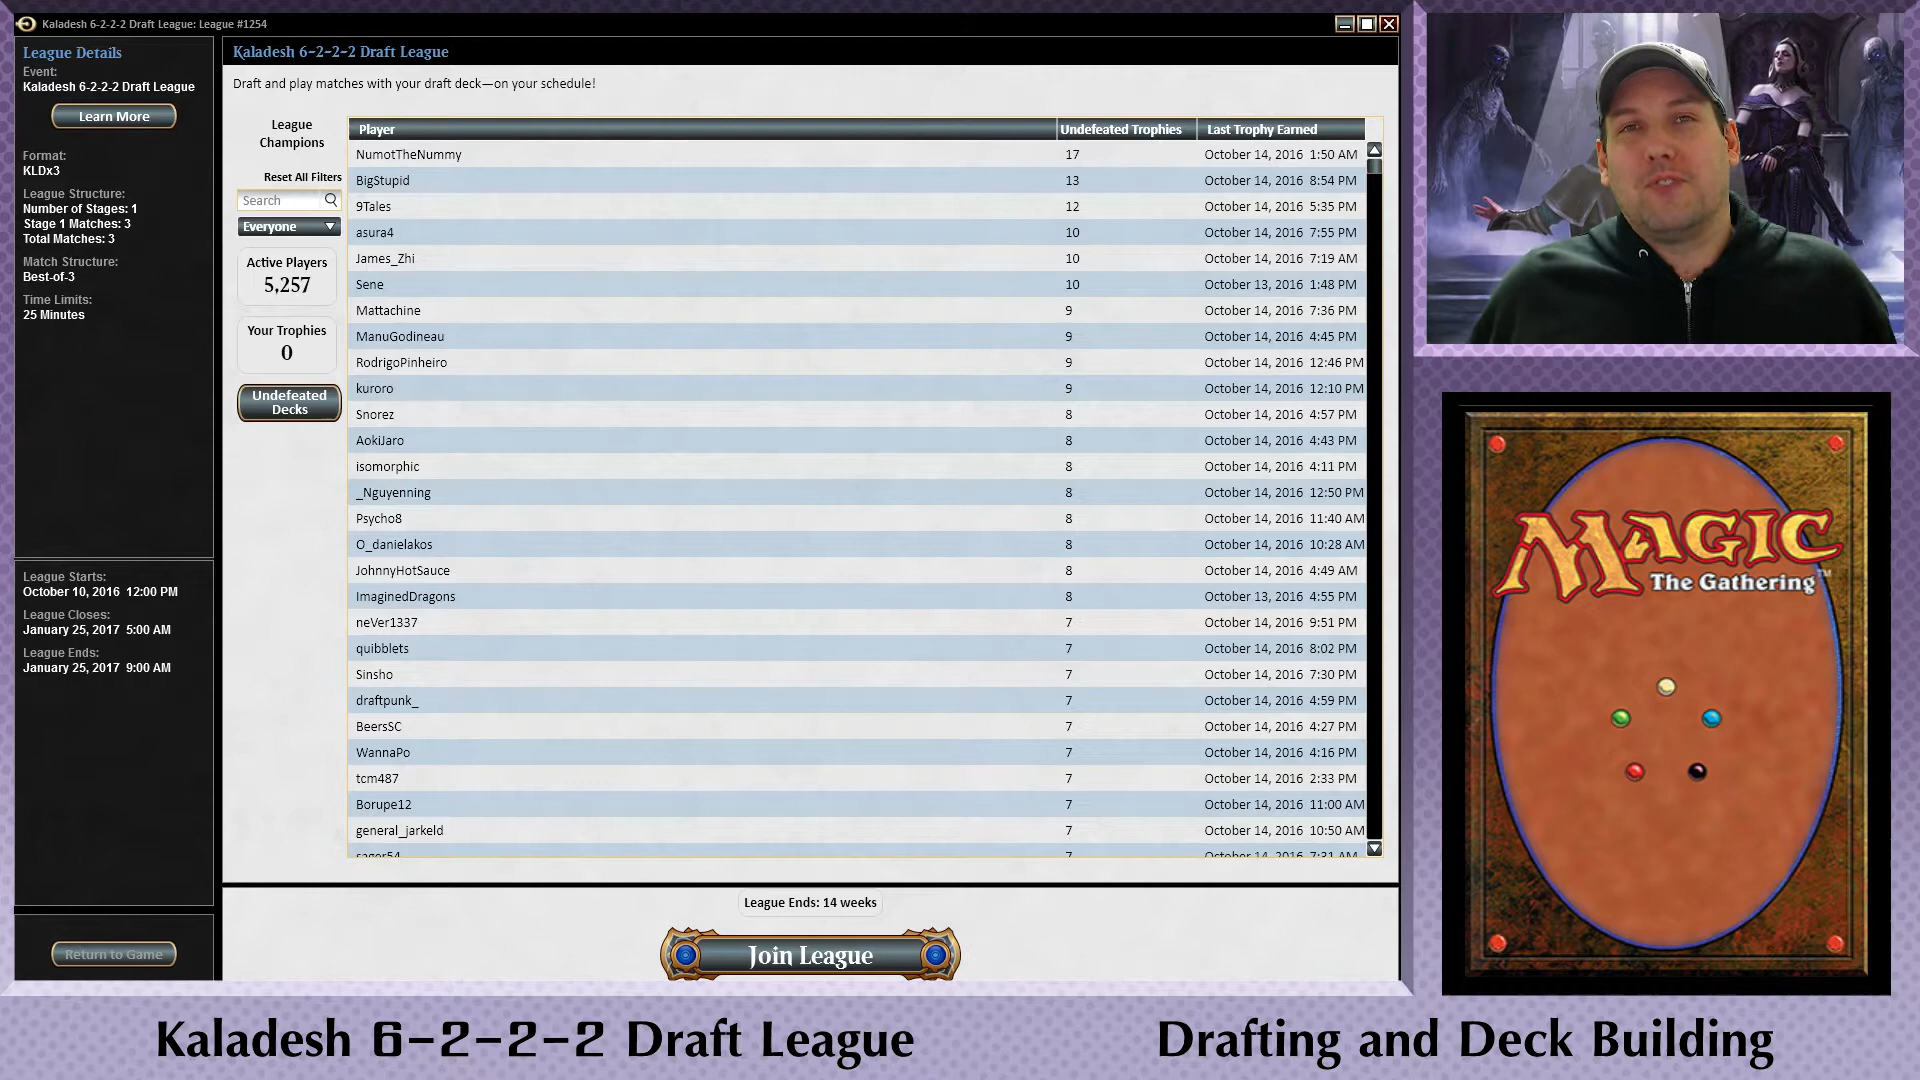 Kaladesh 6-2-2-2 Draft League: League #1254
League Details
Event:
Kaladesh 6-2-2-2 Draft League
Learn More
Format:
KLDx3
League Structure:
Number of Stages: 1
Stage 1 Matches: 3
Total Matches: 3
Match Structure:
Best-of-3
Time Limits:
25 Minutes
League Starts:
October 10, 2016 12:00 PM
League Closes:
January 25, 2017 5:00 AM
League Ends:
January 25, 2017 9:00 AM
Return to Game
Kaladesh 6-2-2-2 Draft League
Draft and play matches with your draft deck—on your schedule!
League
Champions
Reset All Filters
Search
Everyone
Active Players
5,257
Your Trophies
0
Undefeated
Decks
Player Undefeated Trophies Last Trophy Earned
NumotTheNummy 17 October 14, 2016 1:50 AM
BigStupid 13 October 14, 2016 8:54 PM
9Tales 12 October 14, 2016 5:35 PM
asura4 10 October 14, 2016 7:55 PM
James_Zhi 10 October 14, 2016 7:19 AM
Sene 10 October 13, 2016 1:48 PM
Mattachine 9 October 14, 2016 7:36 PM
ManuGodineau 9 October 14, 2016 4:45 PM
RodrigoPinheiro 9 October 14, 2016 12:46 PM
kuroro 9 October 14, 2016 12:10 PM
Snorez 8 October 14, 2016 4:57 PM
AokiJaro 8 October 14, 2016 4:43 PM
isomorphic 8 October 14, 2016 4:11 PM
_Nguyenning 8 October 14, 2016 12:50 PM
Psycho8 8 October 14, 2016 11:40 AM
O_danielakos 8 October 14, 2016 10:28 AM
JohnnyHotSauce 8 October 14, 2016 4:49 AM
ImaginedDragons 8 October 13, 2016 4:55 PM
neVer1337 7 October 14, 2016 9:51 PM
quibblets 7 October 14, 2016 8:02 PM
Sinsho 7 October 14, 2016 7:30 PM
draftpunk_ 7 October 14, 2016 4:59 PM
BeersSC 7 October 14, 2016 4:27 PM
WannaPo 7 October 14, 2016 4:16 PM
tcm487 7 October 14, 2016 2:33 PM
Borupe12 7 October 14, 2016 11:00 AM
general_jarkeld 7 October 14, 2016 10:50 AM
7 October 14, 2016 7:31 AM
League Ends: 14 weeks
Join League
MAGIC
The Gathering™
Kaladesh 6-2-2-2 Draft League
Drafting and Deck Building